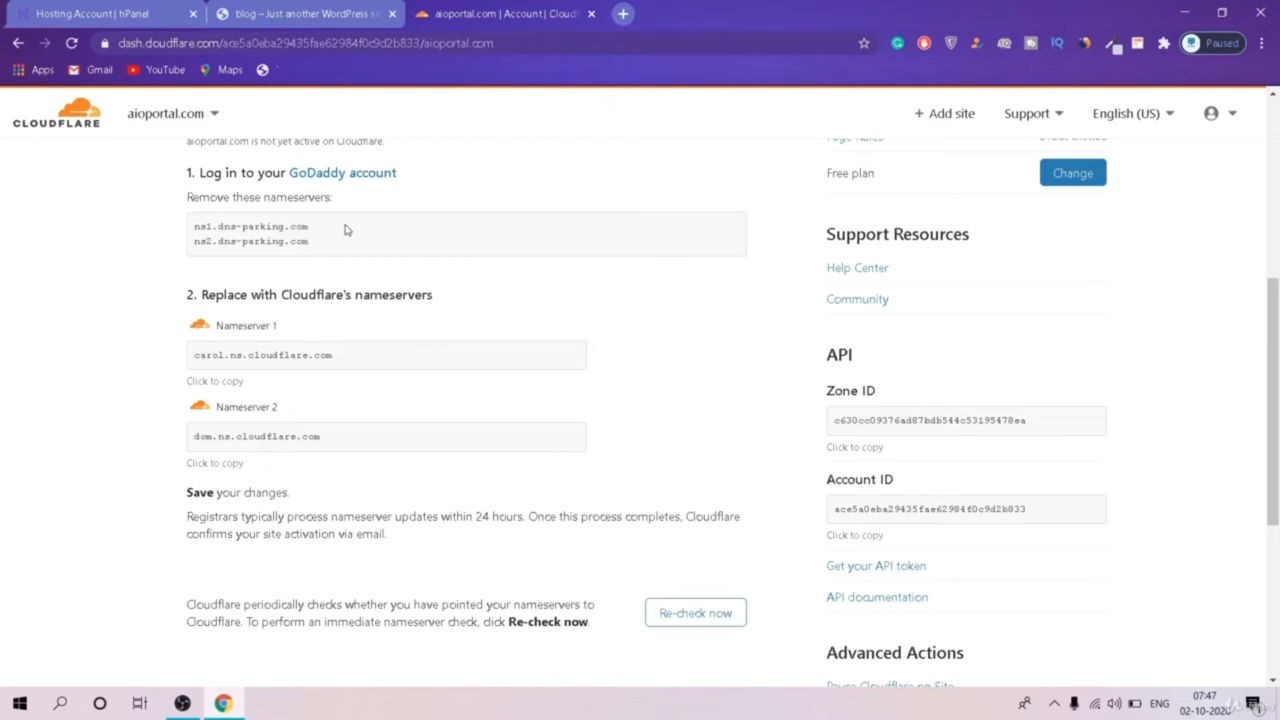 Hosting Account | hPanel
blog – Just another WordPress si
aioportal.com | Account | Cloudf
dash.cloudflare.com/ace5a0eba29435fae62984f0c9d2b833/aioportal.com
IQ
Paused
Apps
Gmail
YouTube
Maps
CLOUDFLARE
aioportal.com
+ Add site
Support
English (US)
aioportal.com is not yet active on Cloudflare.
1. Log in to your GoDaddy account
Remove these nameservers:
ns1.dns-parking.com
ns2.dns-parking.com
2. Replace with Cloudflare's nameservers
Nameserver 1
carol.ns.cloudflare.com
Click to copy
Nameserver 2
dom.ns.cloudflare.com
Click to copy
Save your changes.
Registrars typically process nameserver updates within 24 hours. Once this process completes, Cloudflare
confirms your site activation via email.
Cloudflare periodically checks whether you have pointed your nameservers to
Cloudflare. To perform an immediate nameserver check, click Re-check now.
Re-check now
Page Rules
Free plan
Change
Support Resources
Help Center
Community
API
Zone ID
c630cc09376ad87bdb544c53195478ea
Click to copy
Account ID
ace5a0eba29435fae62984f0c9d2b833
Click to copy
Get your API token
API documentation
Advanced Actions
Pause Cloudflare on Site
ENG
07:47
02-10-2020